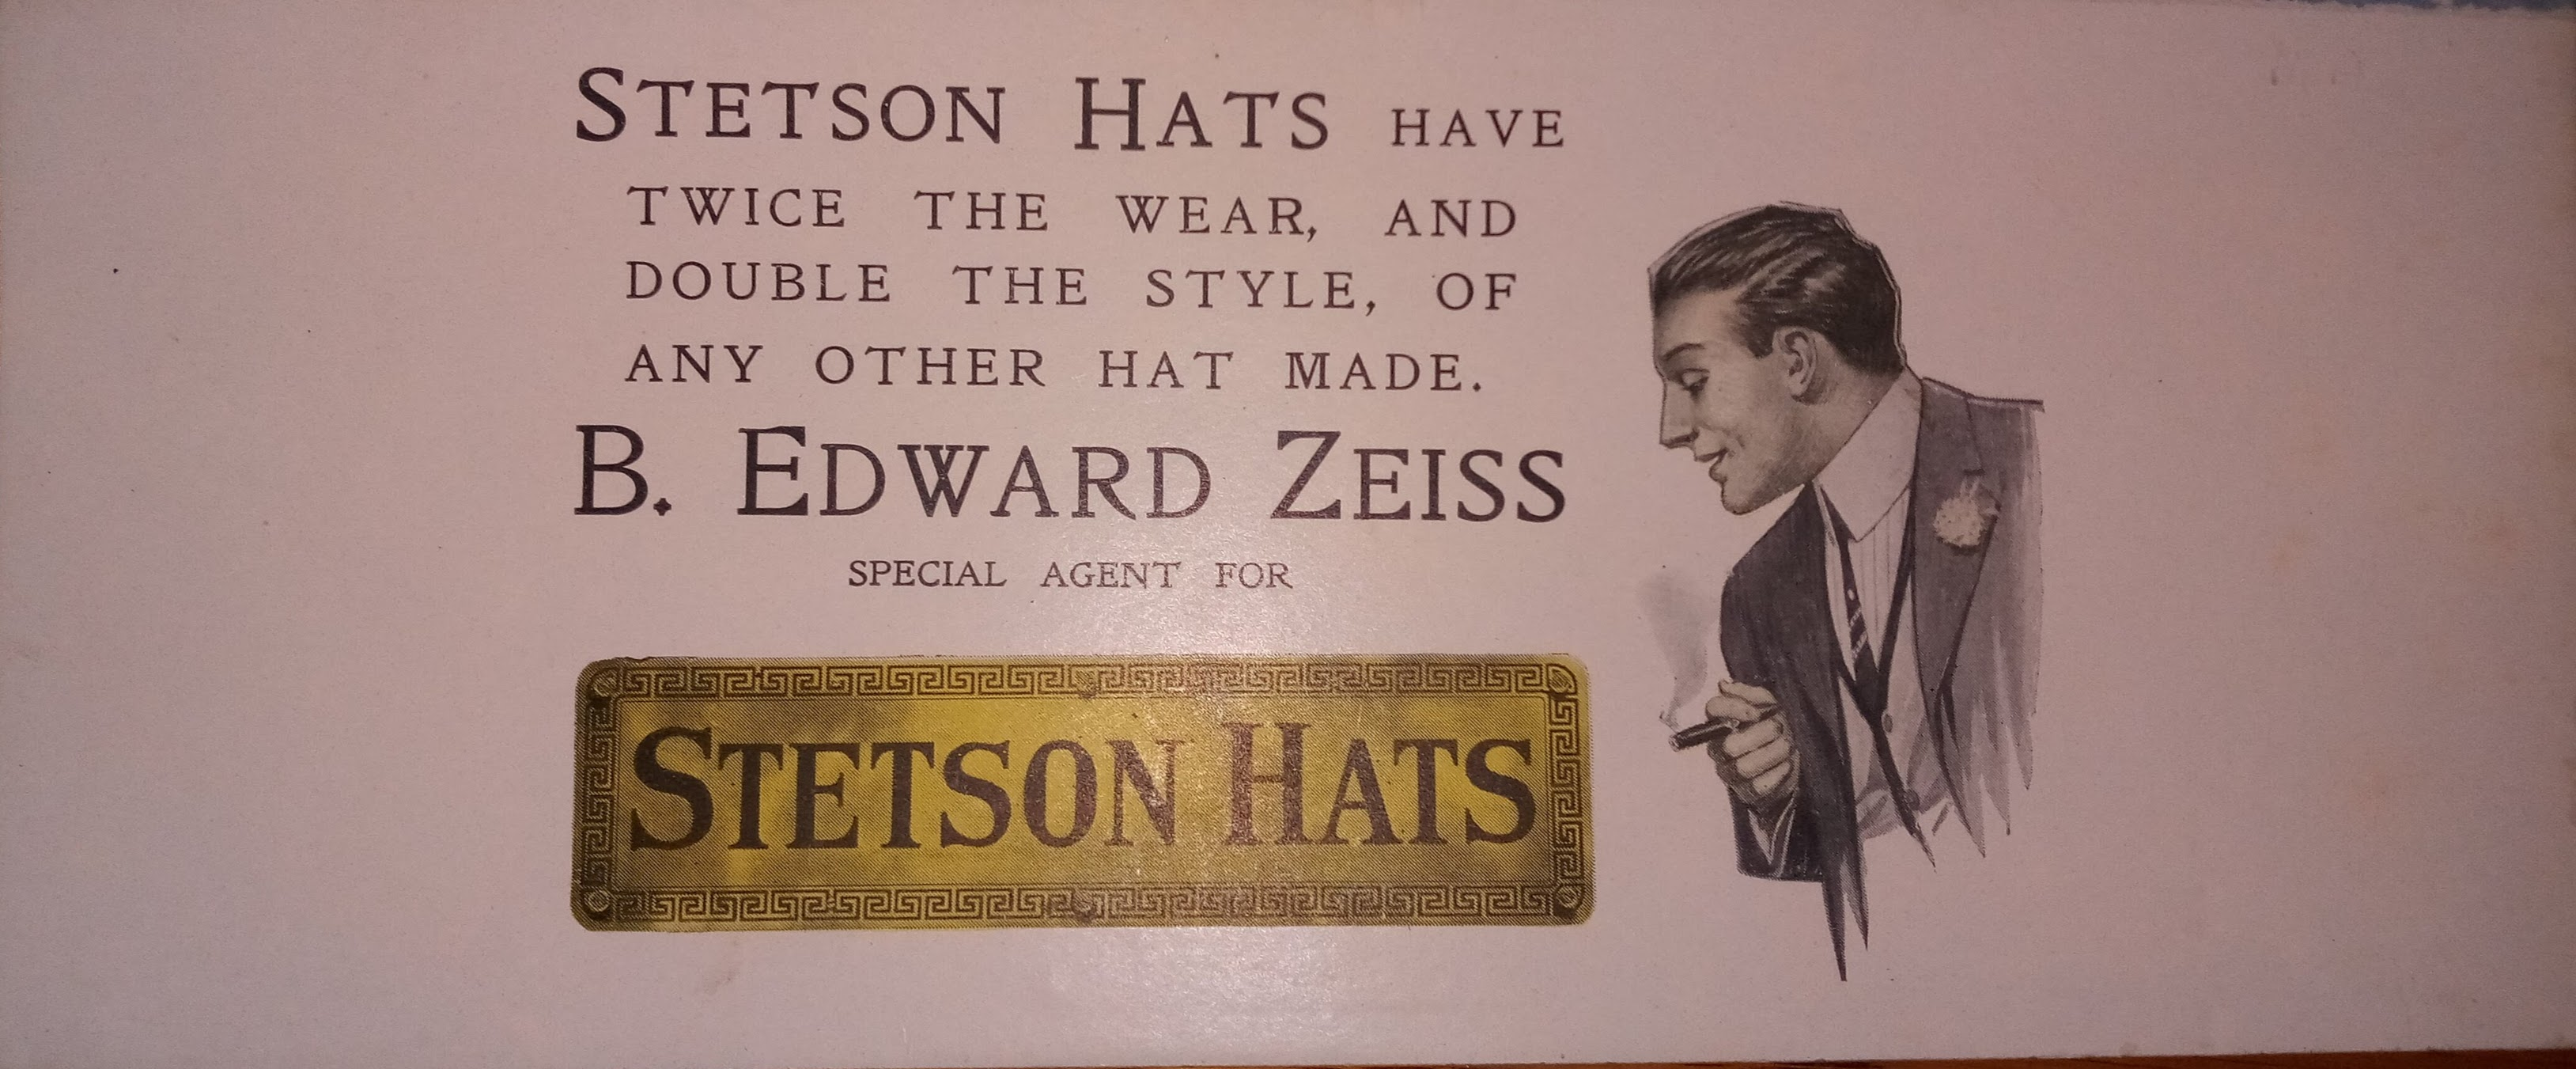 STETSON HATS HAVE
TWICE THE WEAR, AND
DOUBLE THE STYLE, OF
ANY OTHER HAT MADE.
B. EDWARD ZEISS
SPECIAL AGENT FOR
STETSON HATS